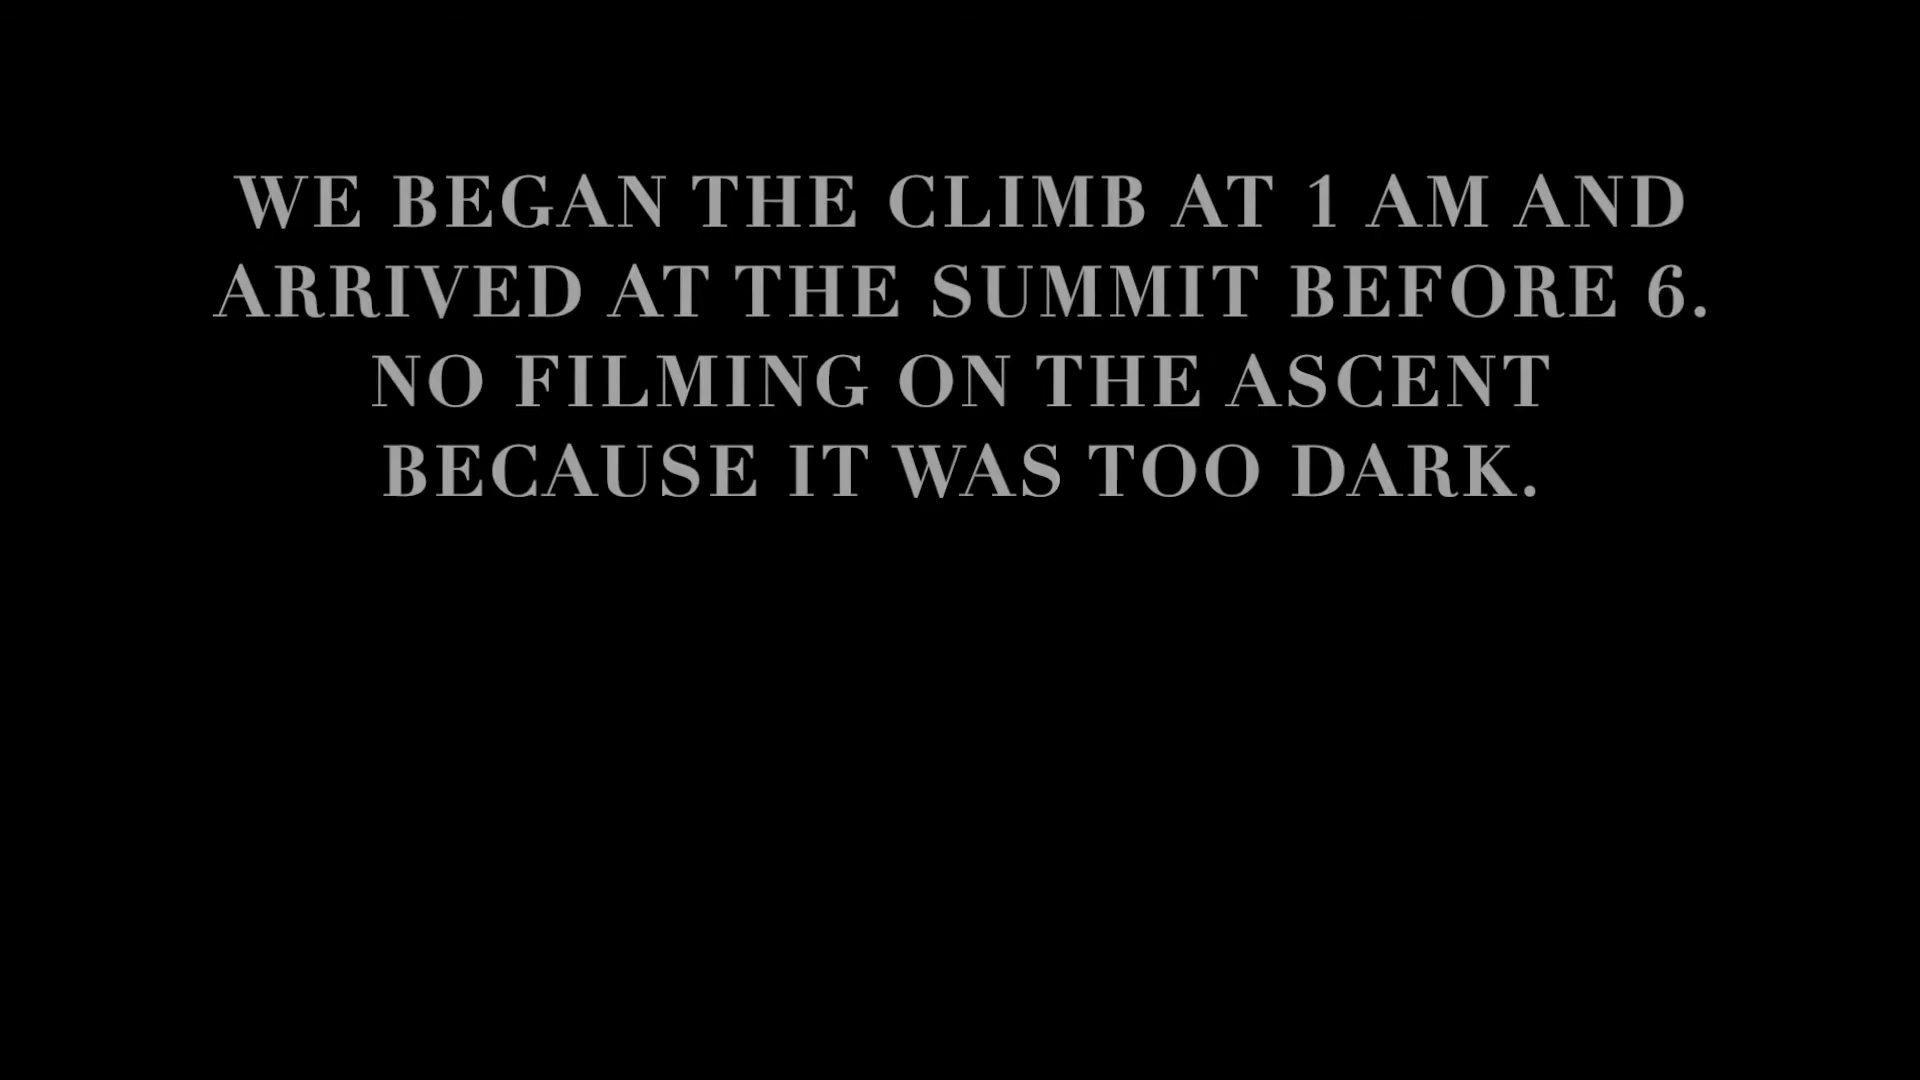 WE BEGAN THE CLIMB AT 1 AM AND
ARRIVED AT THE SUMMIT BEFORE 6.
NO FILMING ON THE ASCENT
BECAUSE IT WAS TOO DARK.